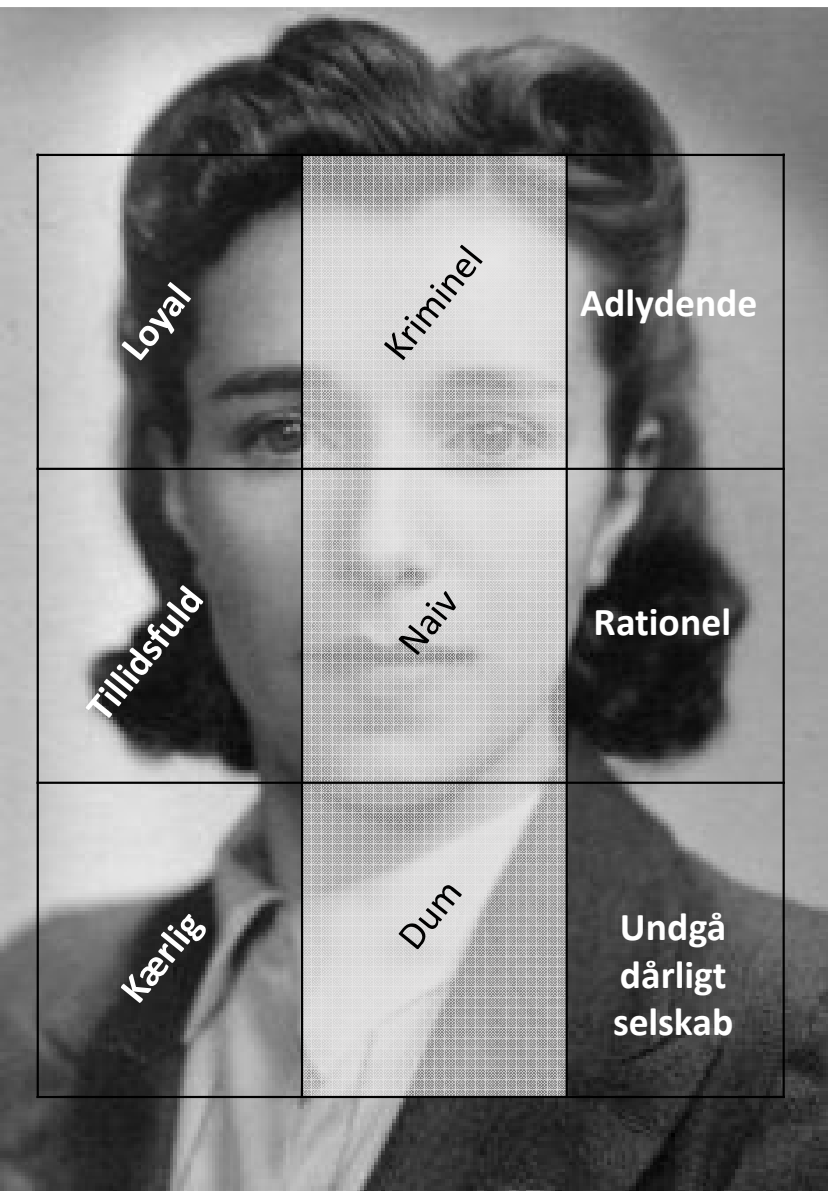 Loyal
Kriminel
Adlydende
Tillidsfuld
Naiv
Rationel
Kærlig
Dum
Undgå
dårligt
selskab